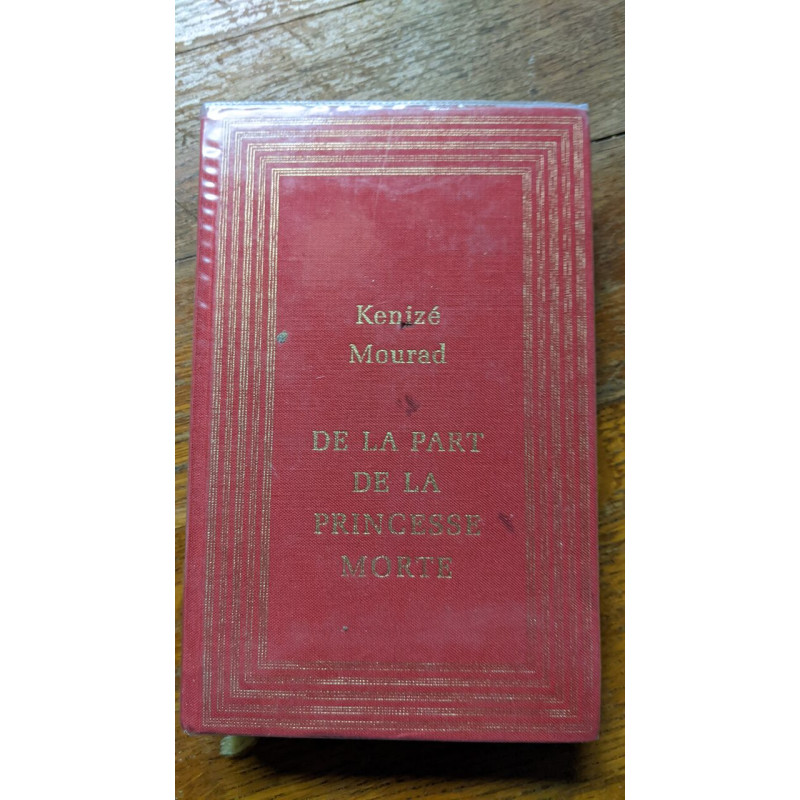 Kenizé
Mourad
DE LA PART
DE LA
PRINCESSE
MORTE